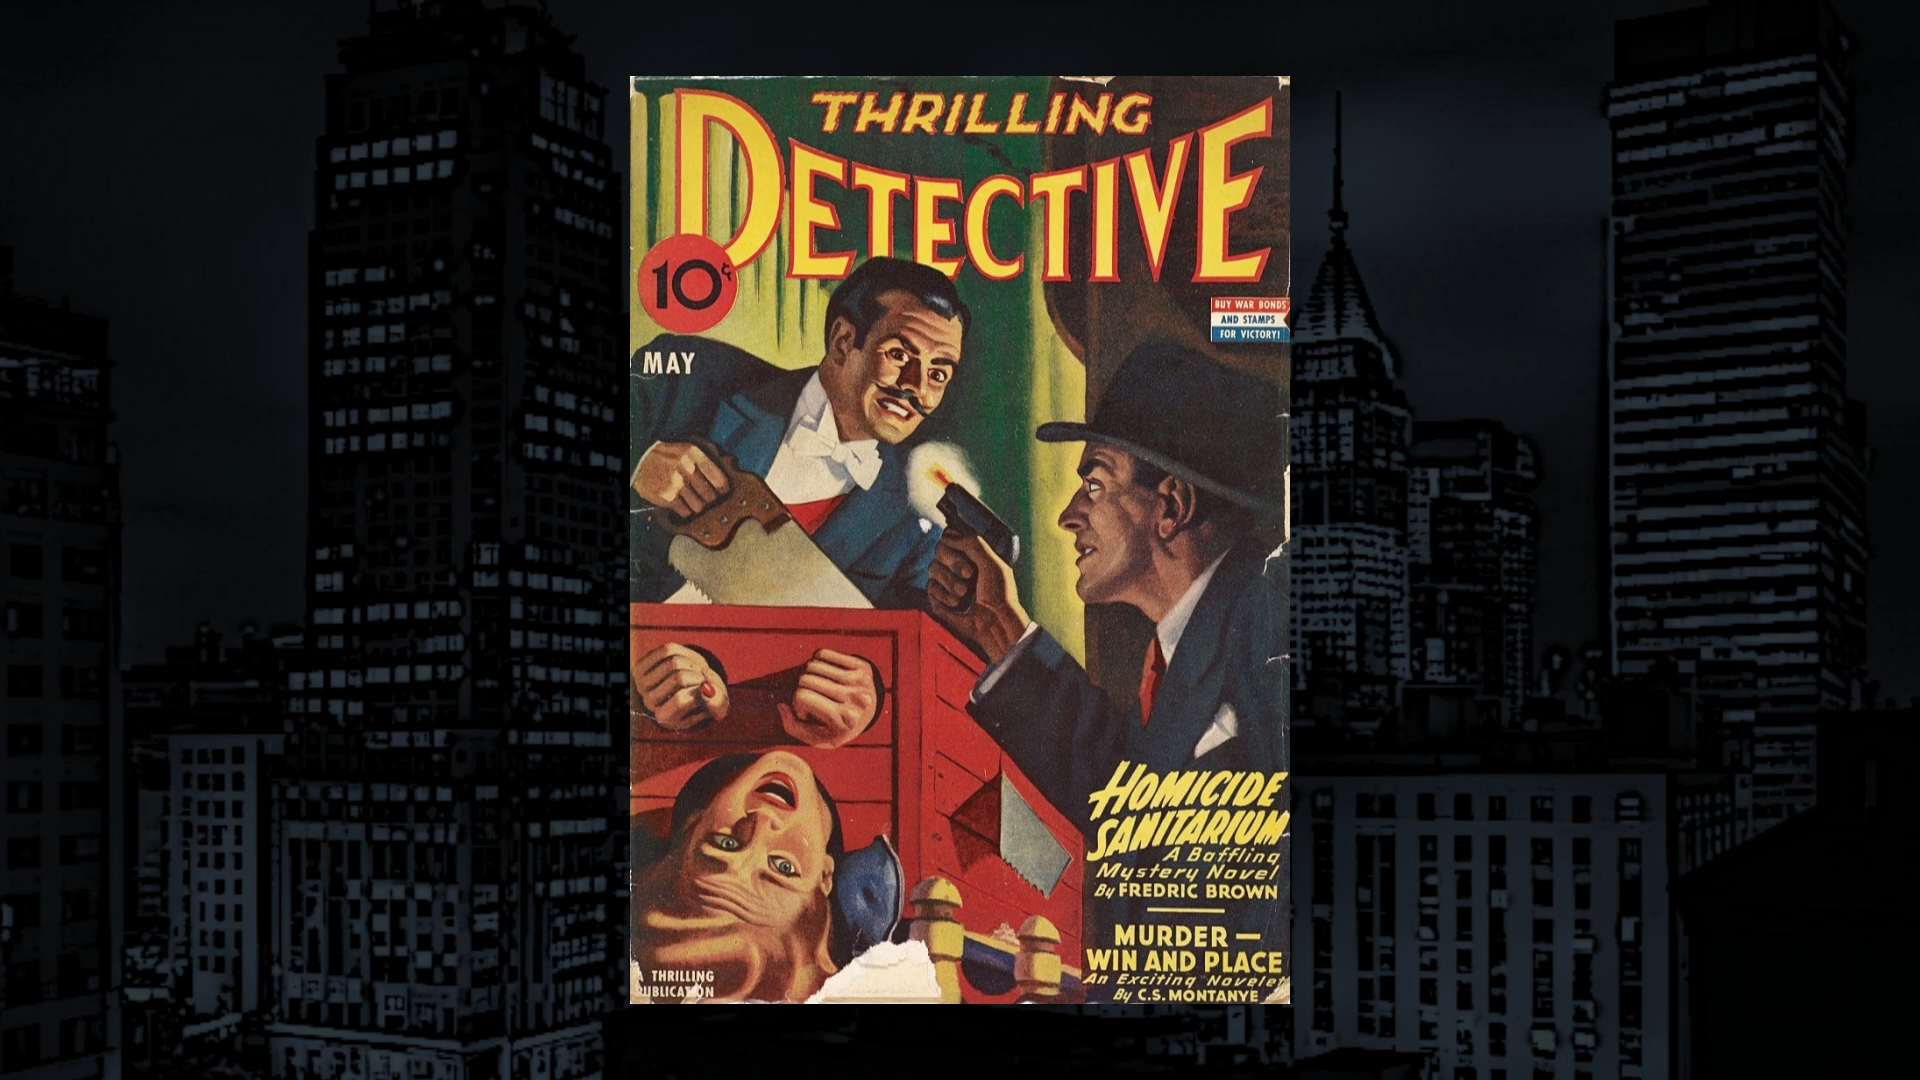 THRILLING
DETECTIVE
10¢
BUY WAR BONDS
AND STAMPS
FOR VICTORY!
MAY
HOMICIDE
SANITARIUM
A Baffling
Mystery Novel
By FREDRIC BROWN
MURDER—
WIN AND PLACE
An Exciting Novelet
By C.S. MONTANYE
A THRILLING
PUBLICATION